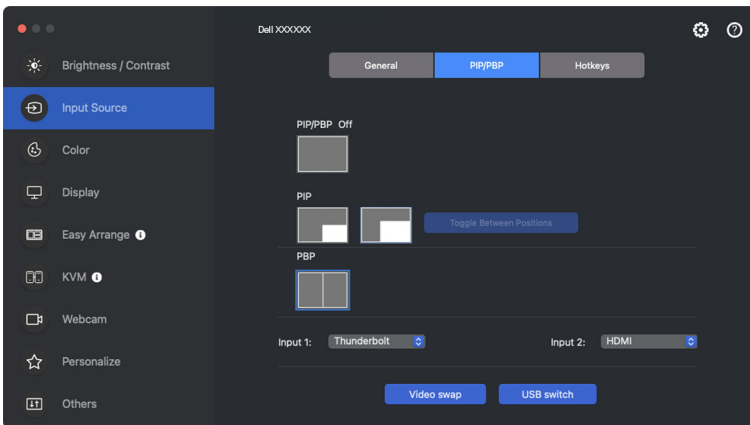 Dell XXXXXX
Brightness / Contrast
Input Source
Color
Display
Easy Arrange
KVM
Webcam
Personalize
Others
General PIP/PBP Hotkeys
PIP/PBP Off
PIP
Toggle Between Positions
PBP
Input 1: Thunderbolt Input 2: HDMI
Video swap USB switch